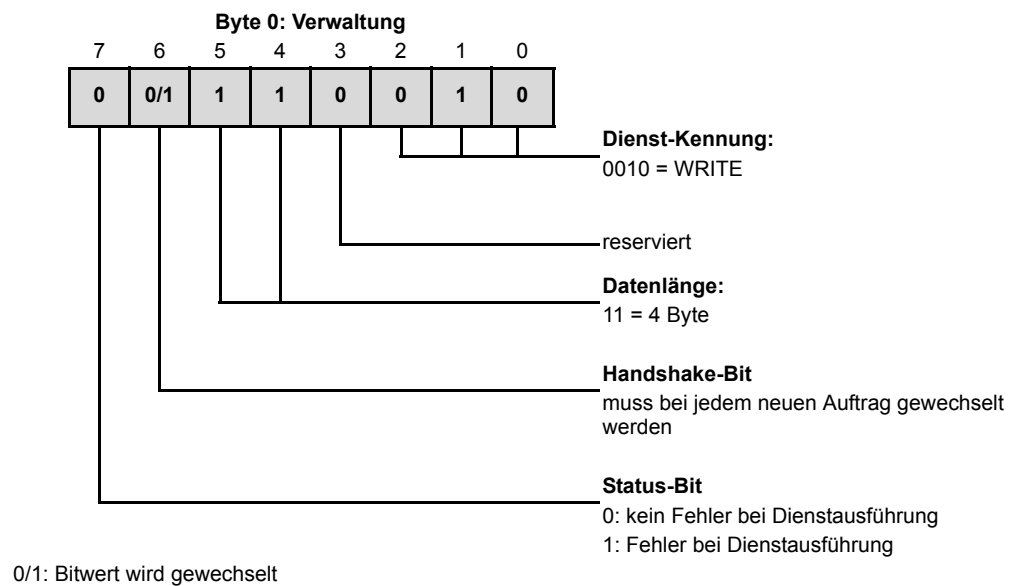 Byte 0: Verwaltung
7 6 5 4 3 2 1 0
0 0/1 1 1 0 0 1 0
Dienst-Kennung:
0010 = WRITE
reserviert
Datenlänge:
11 = 4 Byte
Handshake-Bit
muss bei jedem neuen Auftrag gewechselt
werden
Status-Bit
0: kein Fehler bei Dienstausführung
1: Fehler bei Dienstausführung
0/1: Bitwert wird gewechselt